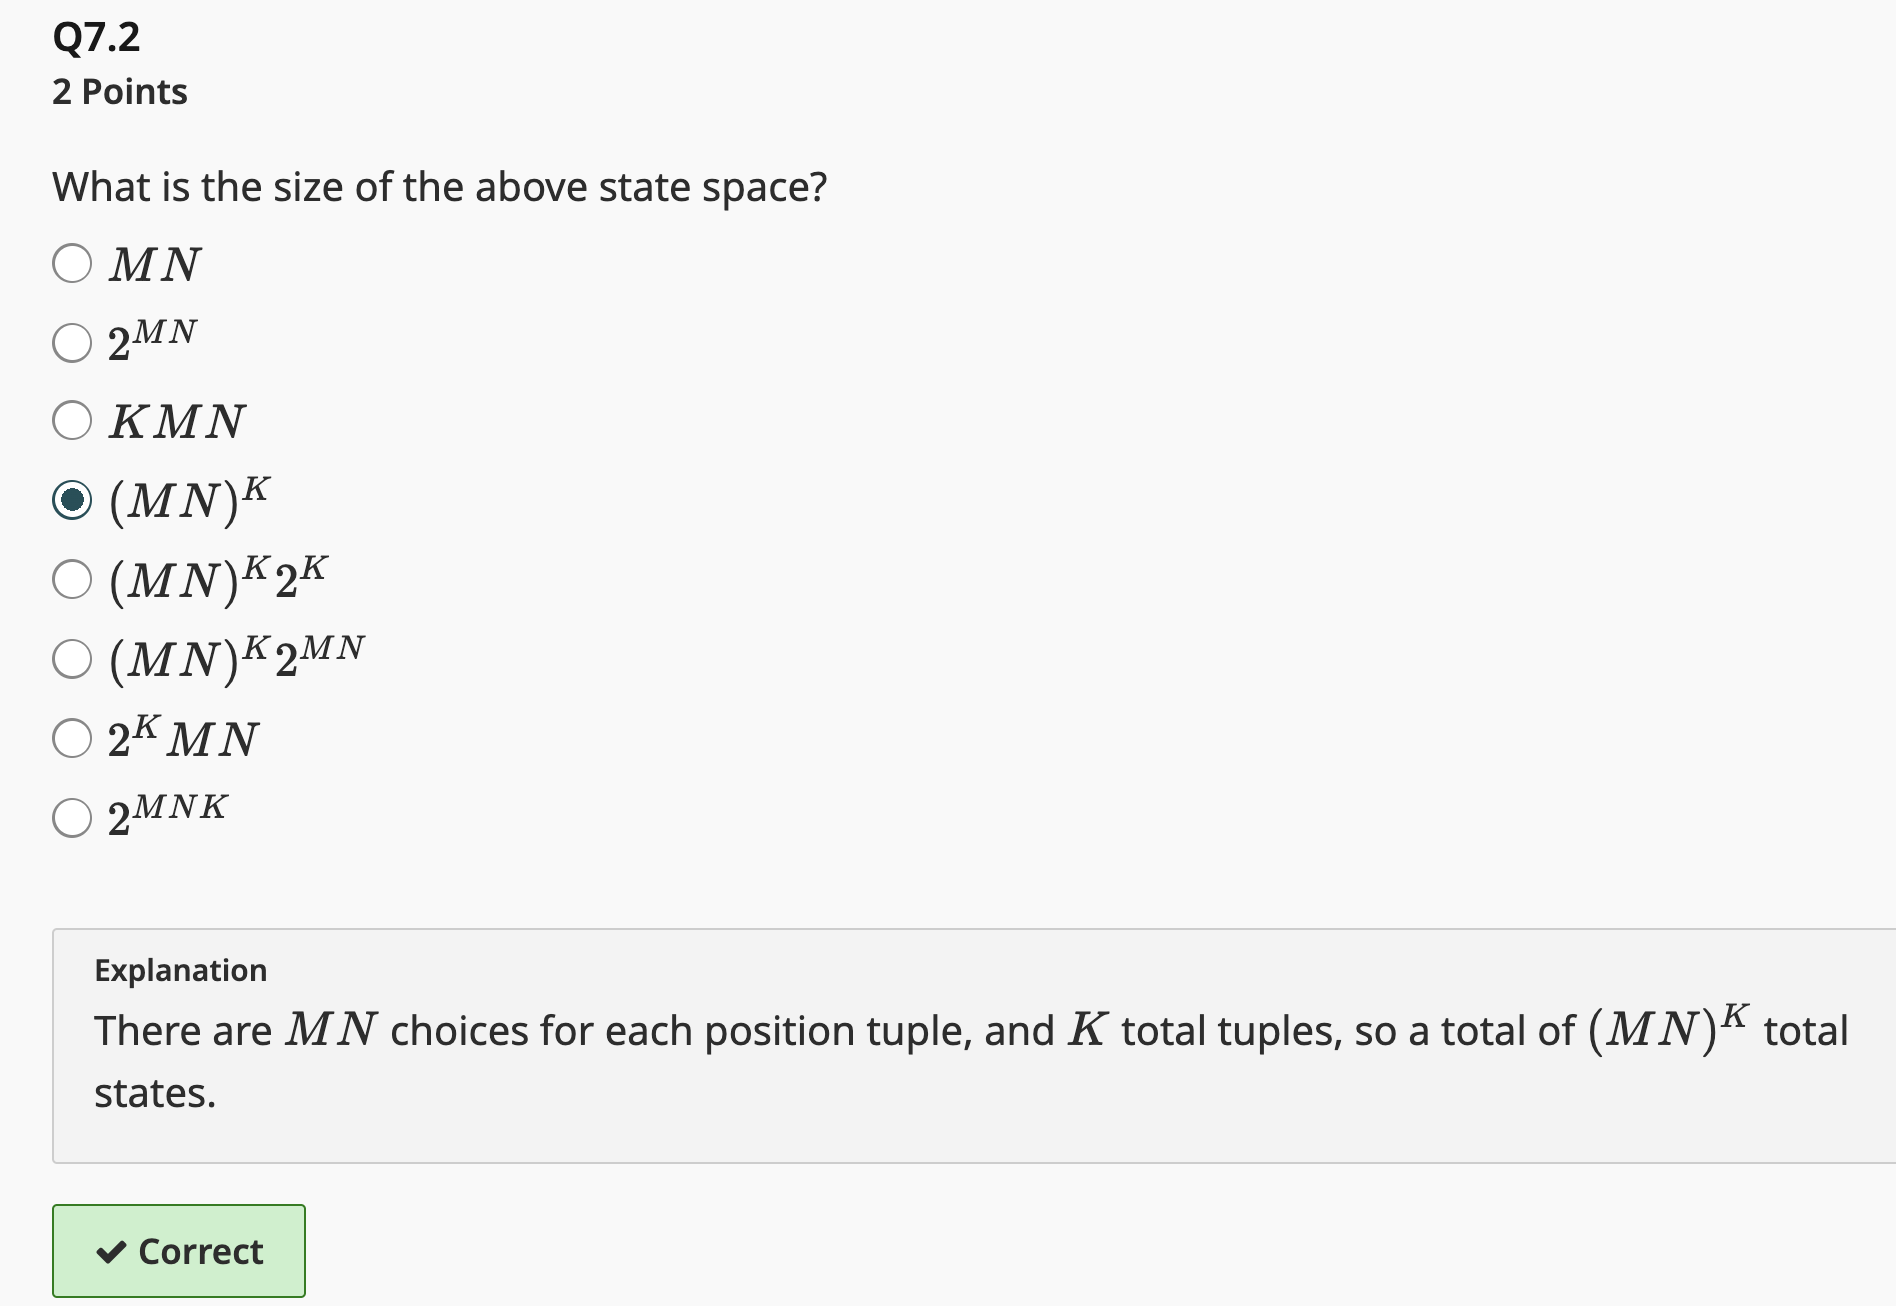 Q7.2
2 Points
What is the size of the above state space?
$MN$
$2^{MN}$
$KMN$
$(MN)^K$
$(MN)^K 2^K$
$(MN)^K 2^{MN}$
$2^K MN$
$2^{MNK}$
Explanation
There are $MN$ choices for each position tuple, and $K$ total tuples, so a total of $(MN)^K$ total
states.
✔ Correct